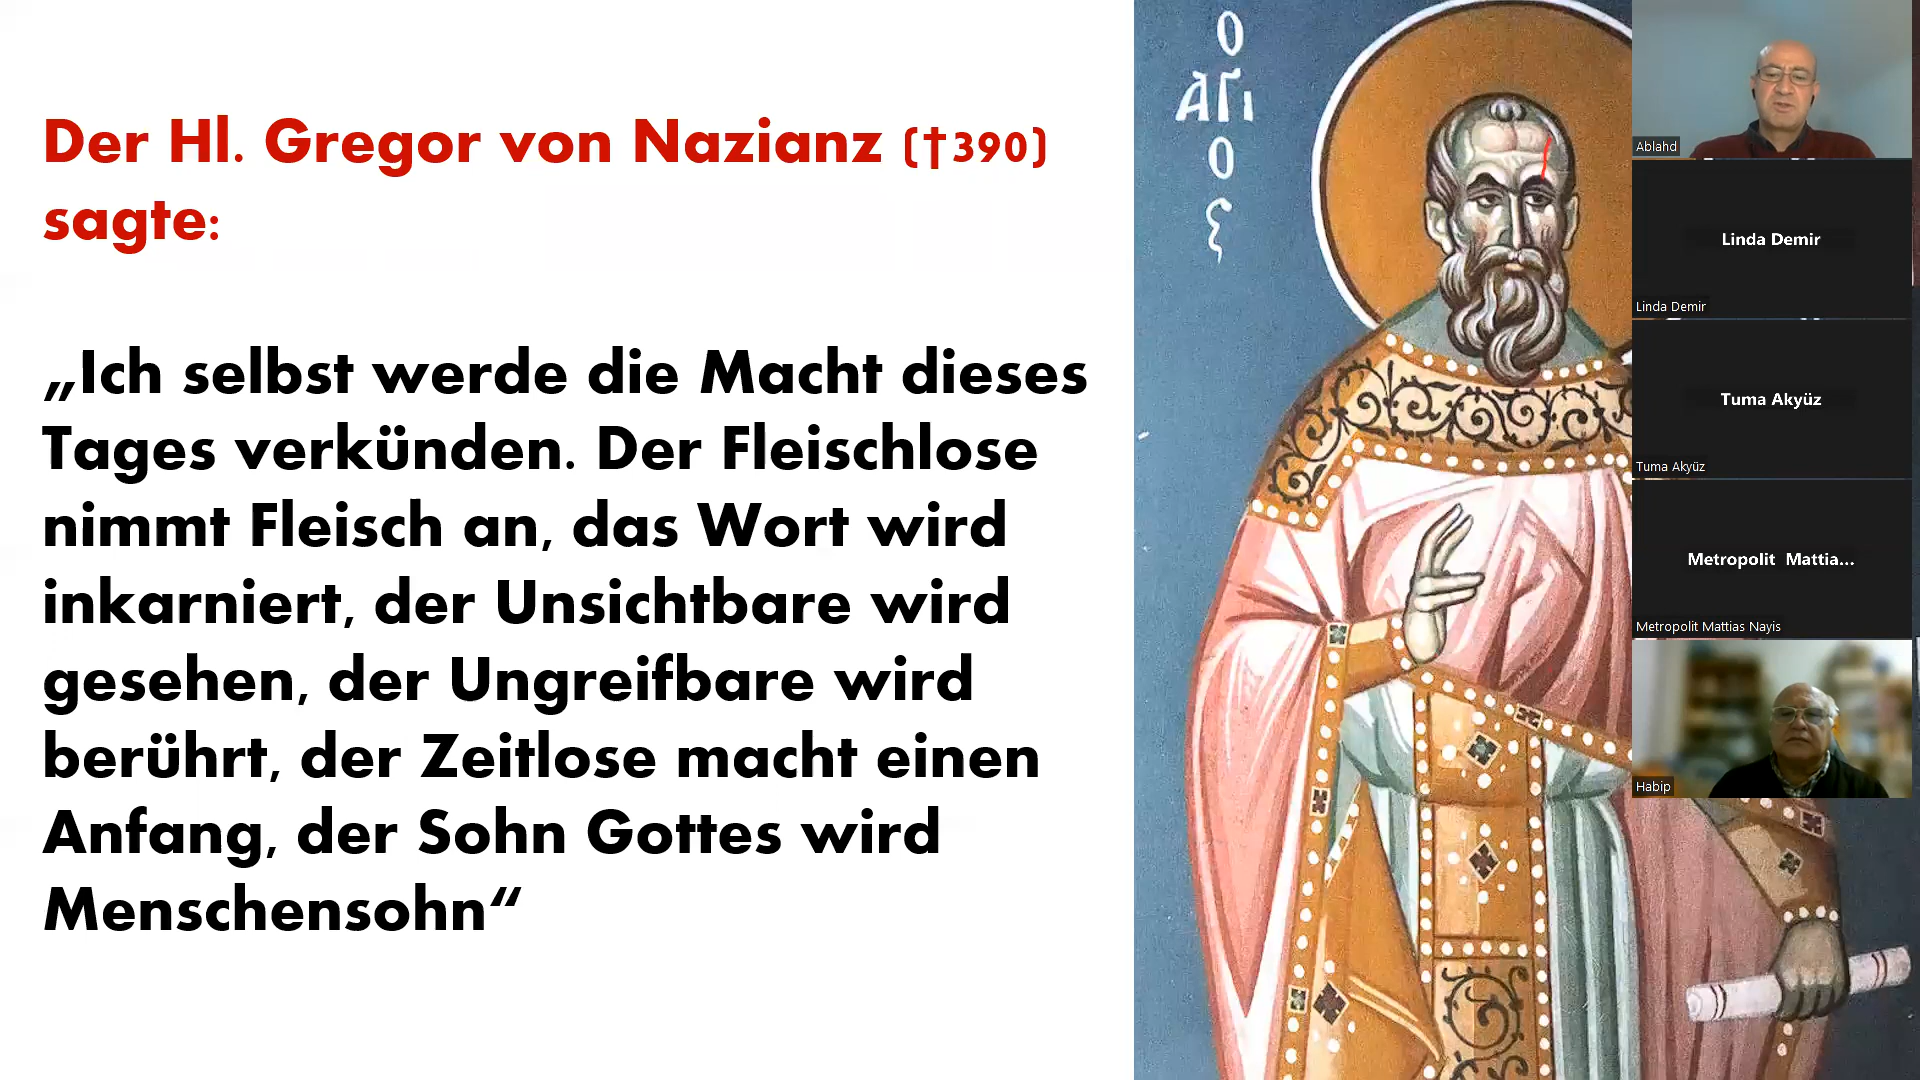 Der Hl. Gregor von Nazianz (†390)
sagte:
„Ich selbst werde die Macht dieses
Tages verkünden. Der Fleischlose
nimmt Fleisch an, das Wort wird
inkarniert, der Unsichtbare wird
gesehen, der Ungreifbare wird
berührt, der Zeitlose macht einen
Anfang, der Sohn Gottes wird
Menschensohn“
Ο
ΑΓΙ
Ο
ς
Ablahd
Linda Demir
Linda Demir
Tuma Akyüz
Tuma Akyüz
Metropolit Mattia...
Metropolit Mattias Nayis
Habip